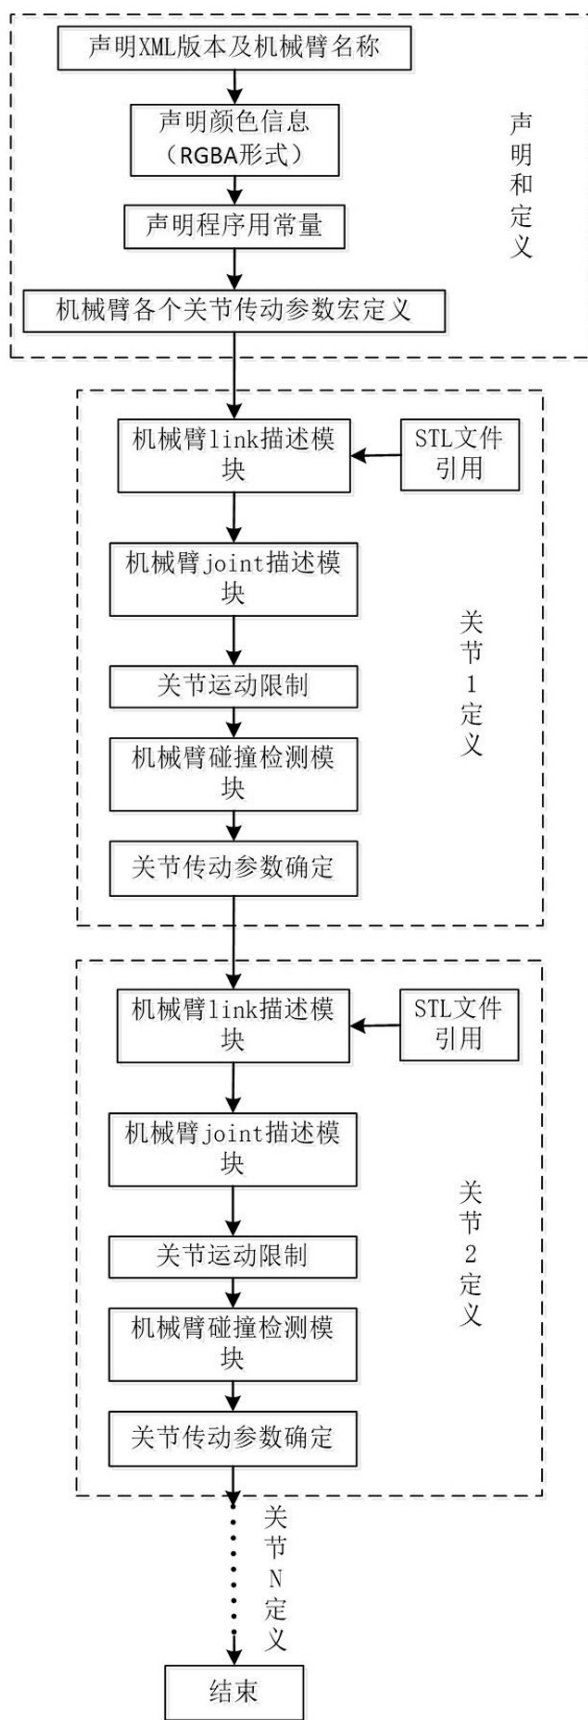 声明XML版本及机械臂名称
声明颜色信息
（RGBA形式）
声明程序用常量
机械臂各个关节传动参数宏定义
声明和定义
机械臂link描述模
块
STL文件
引用
机械臂joint描述模
块
关节运动限制
机械臂碰撞检测模
块
关节传动参数确定
关节1定义
机械臂link描述模
块
STL文件
引用
机械臂joint描述模
块
关节运动限制
机械臂碰撞检测模
块
关节传动参数确定
关节2定义
关节N定义
结束